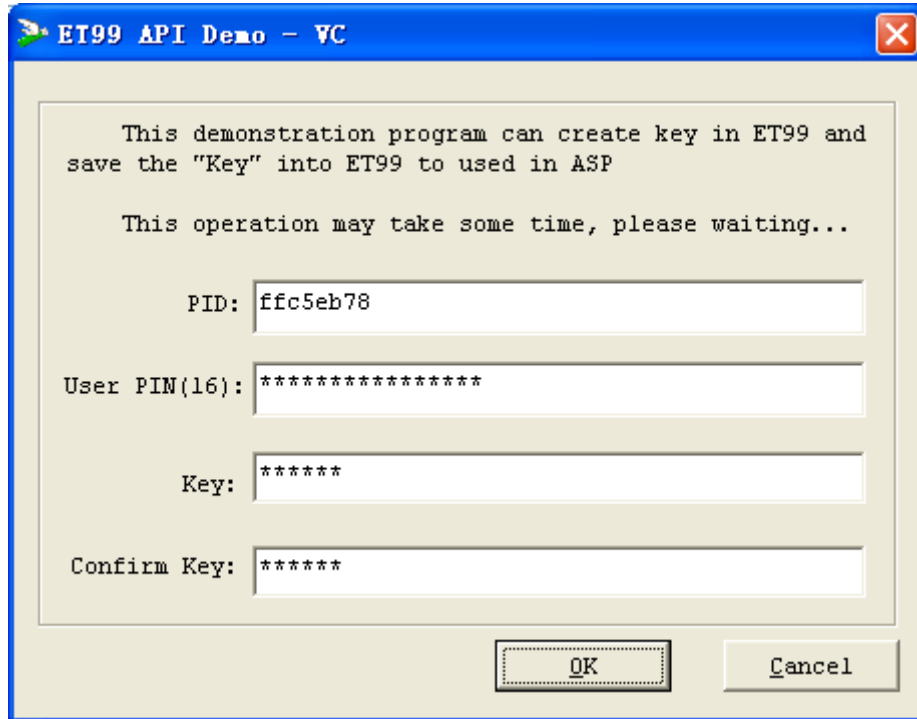 ET99 API Demo - VC
This demonstration program can create key in ET99 and
save the "Key" into ET99 to used in ASP
This operation may take some time, please waiting...
PID: ffc5eb78
User PIN(16): ****************
Key: ******
Confirm Key: ******
OK Cancel